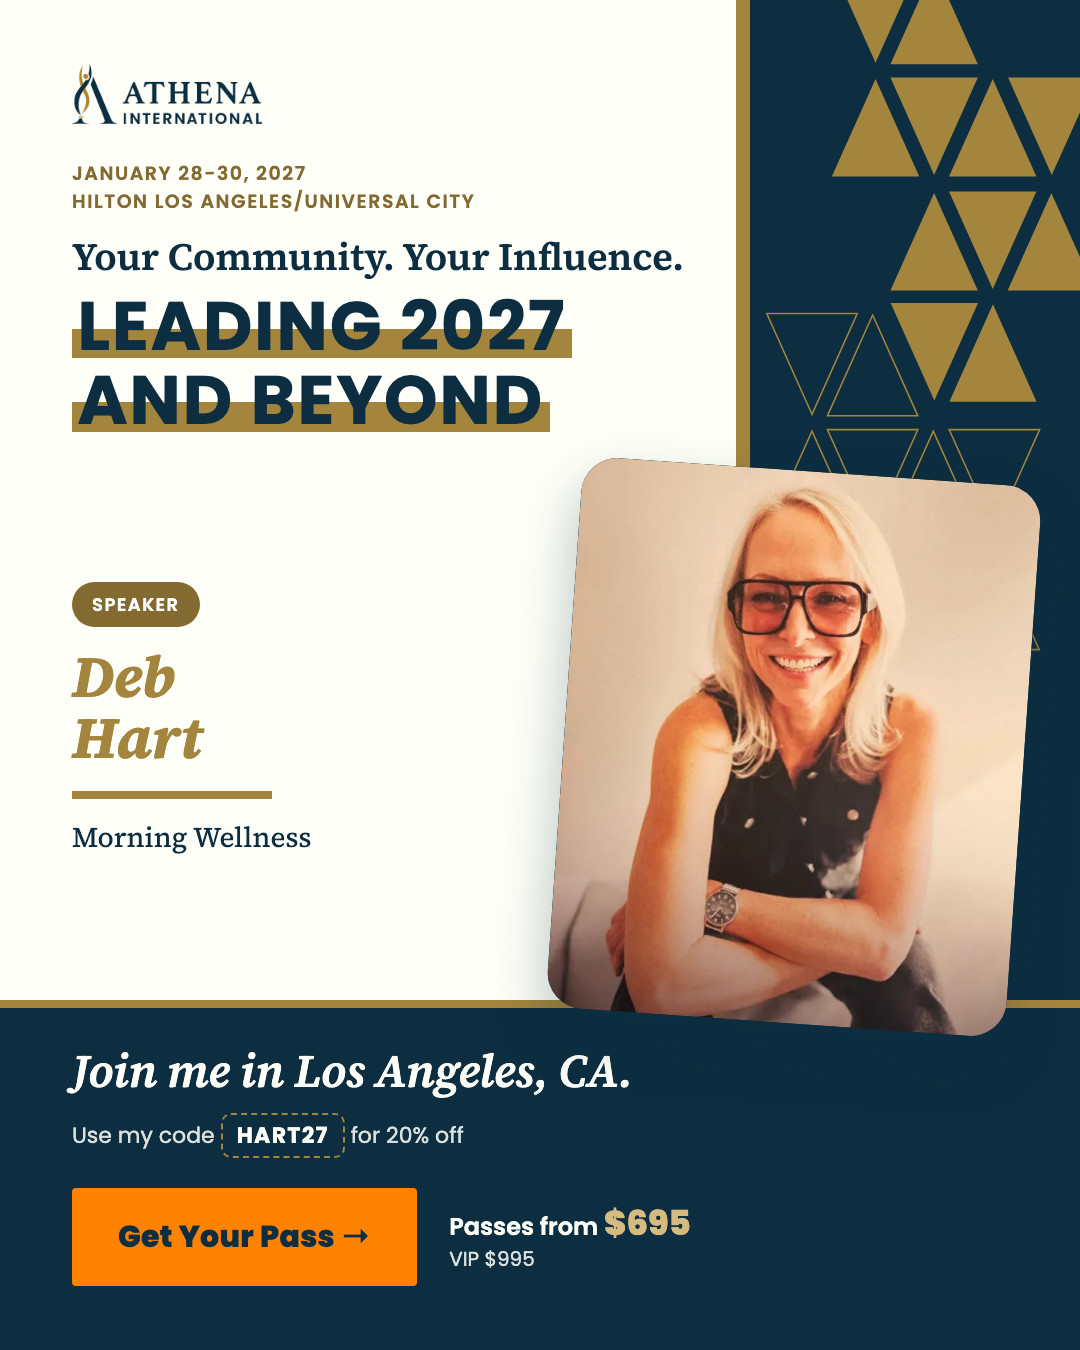 ATHENA
INTERNATIONAL
JANUARY 28-30, 2027
HILTON LOS ANGELES/UNIVERSAL CITY
Your Community. Your Influence.
LEADING 2027
AND BEYOND
SPEAKER
Deb
Hart
Morning Wellness
Join me in Los Angeles, CA.
Use my code HART27 for 20% off
Get Your Pass →
Passes from $695
VIP $995